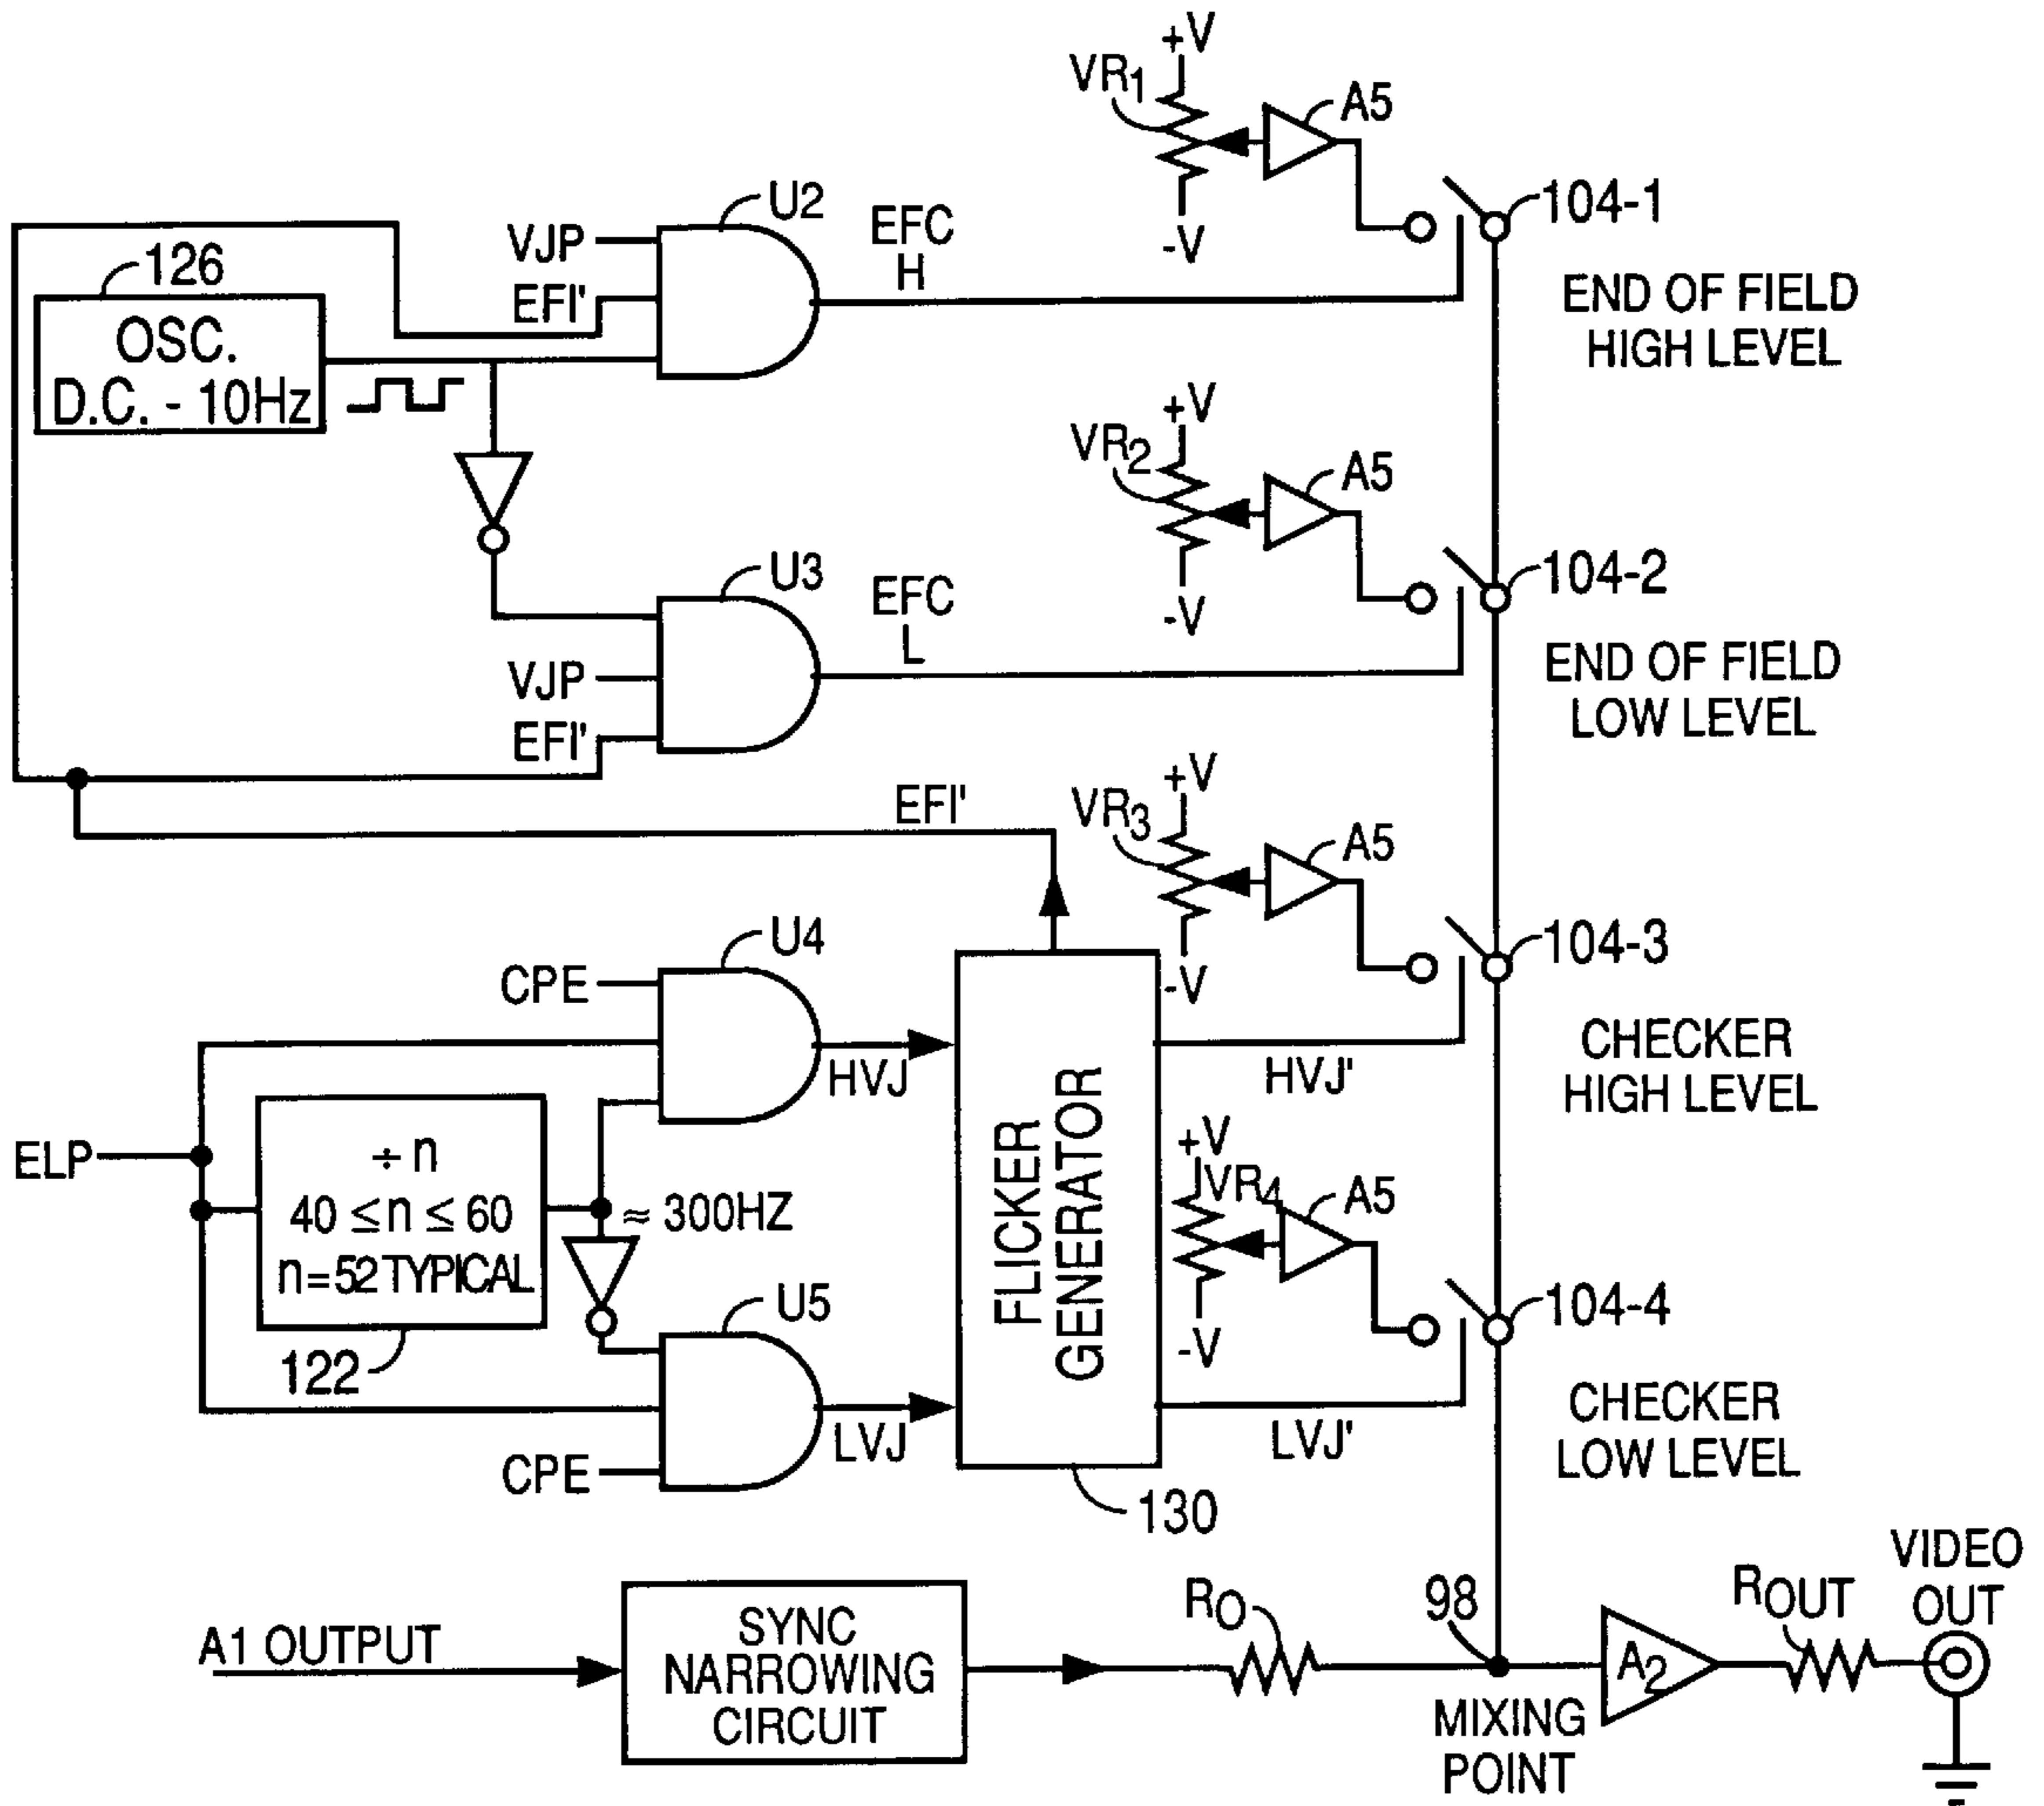 +V
VR1
A5
-V
104-1
END OF FIELD
HIGH LEVEL
U2
VJP
EFI'
EFC
H
126
OSC.
D.C. - 10Hz
+V
VR2
A5
-V
104-2
END OF FIELD
LOW LEVEL
U3
EFC
L
VJP
EFI'
EFI'
+V
VR3
A5
-V
104-3
CHECKER
HIGH LEVEL
U4
CPE
HVJ
HVJ'
ELP
÷ n
40 ≤ n ≤ 60
n = 52 TYPICAL
122
≈ 300HZ
FLICKER
GENERATOR
130
+V
VR4
A5
-V
104-4
CHECKER
LOW LEVEL
U5
LVJ
LVJ'
CPE
A1 OUTPUT
SYNC
NARROWING
CIRCUIT
RO
98
MIXING
POINT
A2
ROUT
VIDEO
OUT